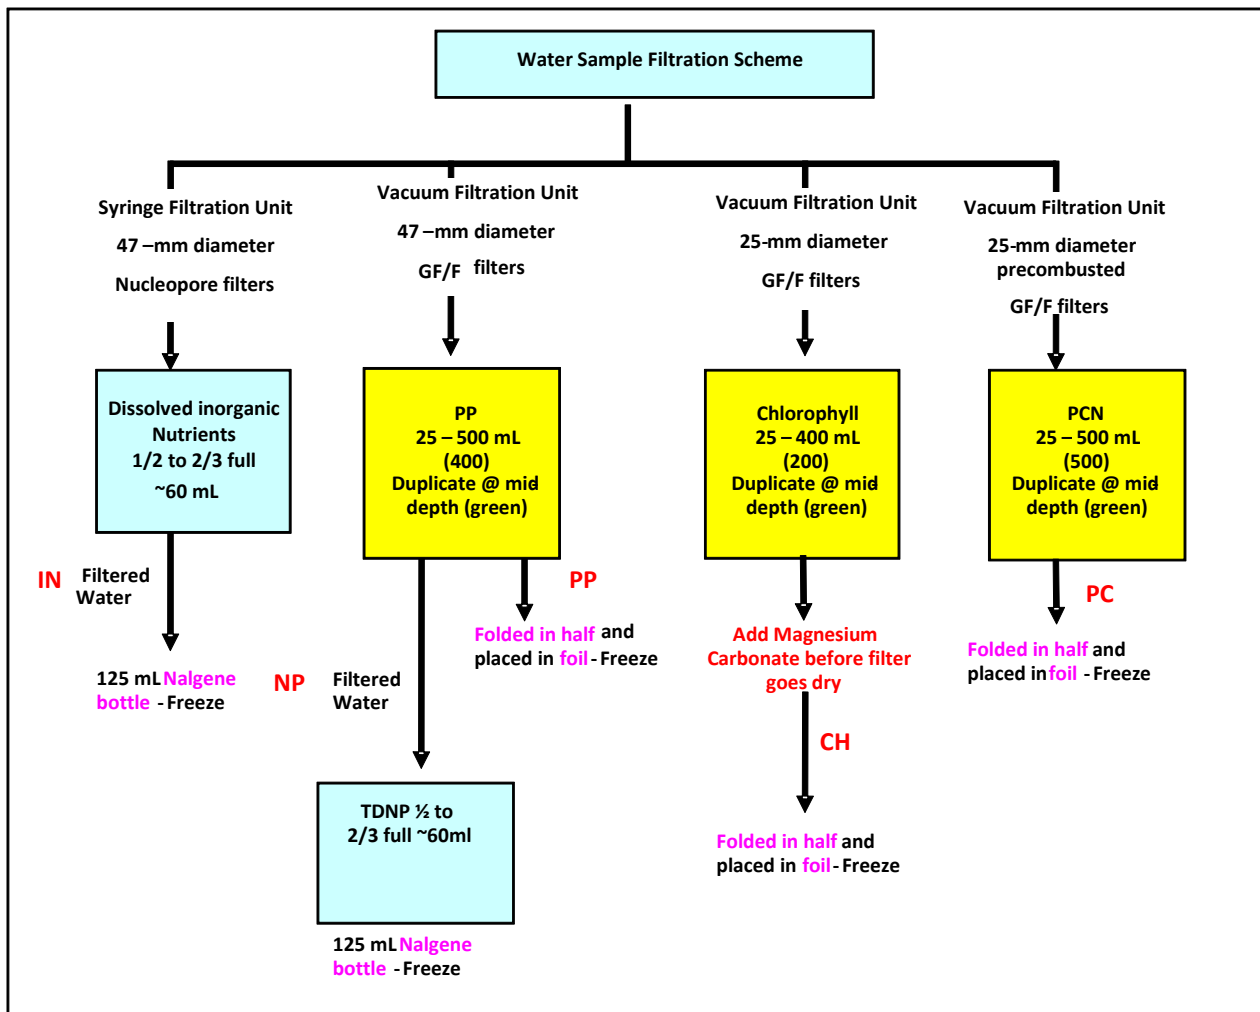 Water Sample Filtration Scheme
Syringe Filtration Unit
47 –mm diameter
Nucleopore filters
Vacuum Filtration Unit
47 –mm diameter
GF/F filters
Vacuum Filtration Unit
25-mm diameter
GF/F filters
Vacuum Filtration Unit
25-mm diameter
precombusted
GF/F filters
Dissolved inorganic
Nutrients
1/2 to 2/3 full
~60 mL
PP
25 – 500 mL
(400)
Duplicate @ mid-
depth (green)
Chlorophyll
25 – 400 mL
(200)
Duplicate @ mid-
depth (green)
PCN
25 – 500 mL
(500)
Duplicate @ mid-
depth (green)
IN
Filtered
Water
125 mL Nalgene
bottle - Freeze
NP
Filtered
Water
PP
Folded in half and
placed in foil - Freeze
Add Magnesium
Carbonate before filter
goes dry
CH
Folded in half and
placed in foil - Freeze
PC
Folded in half and
placed in foil - Freeze
TDNP ½ to
2/3 full ~60ml
125 mL Nalgene
bottle - Freeze